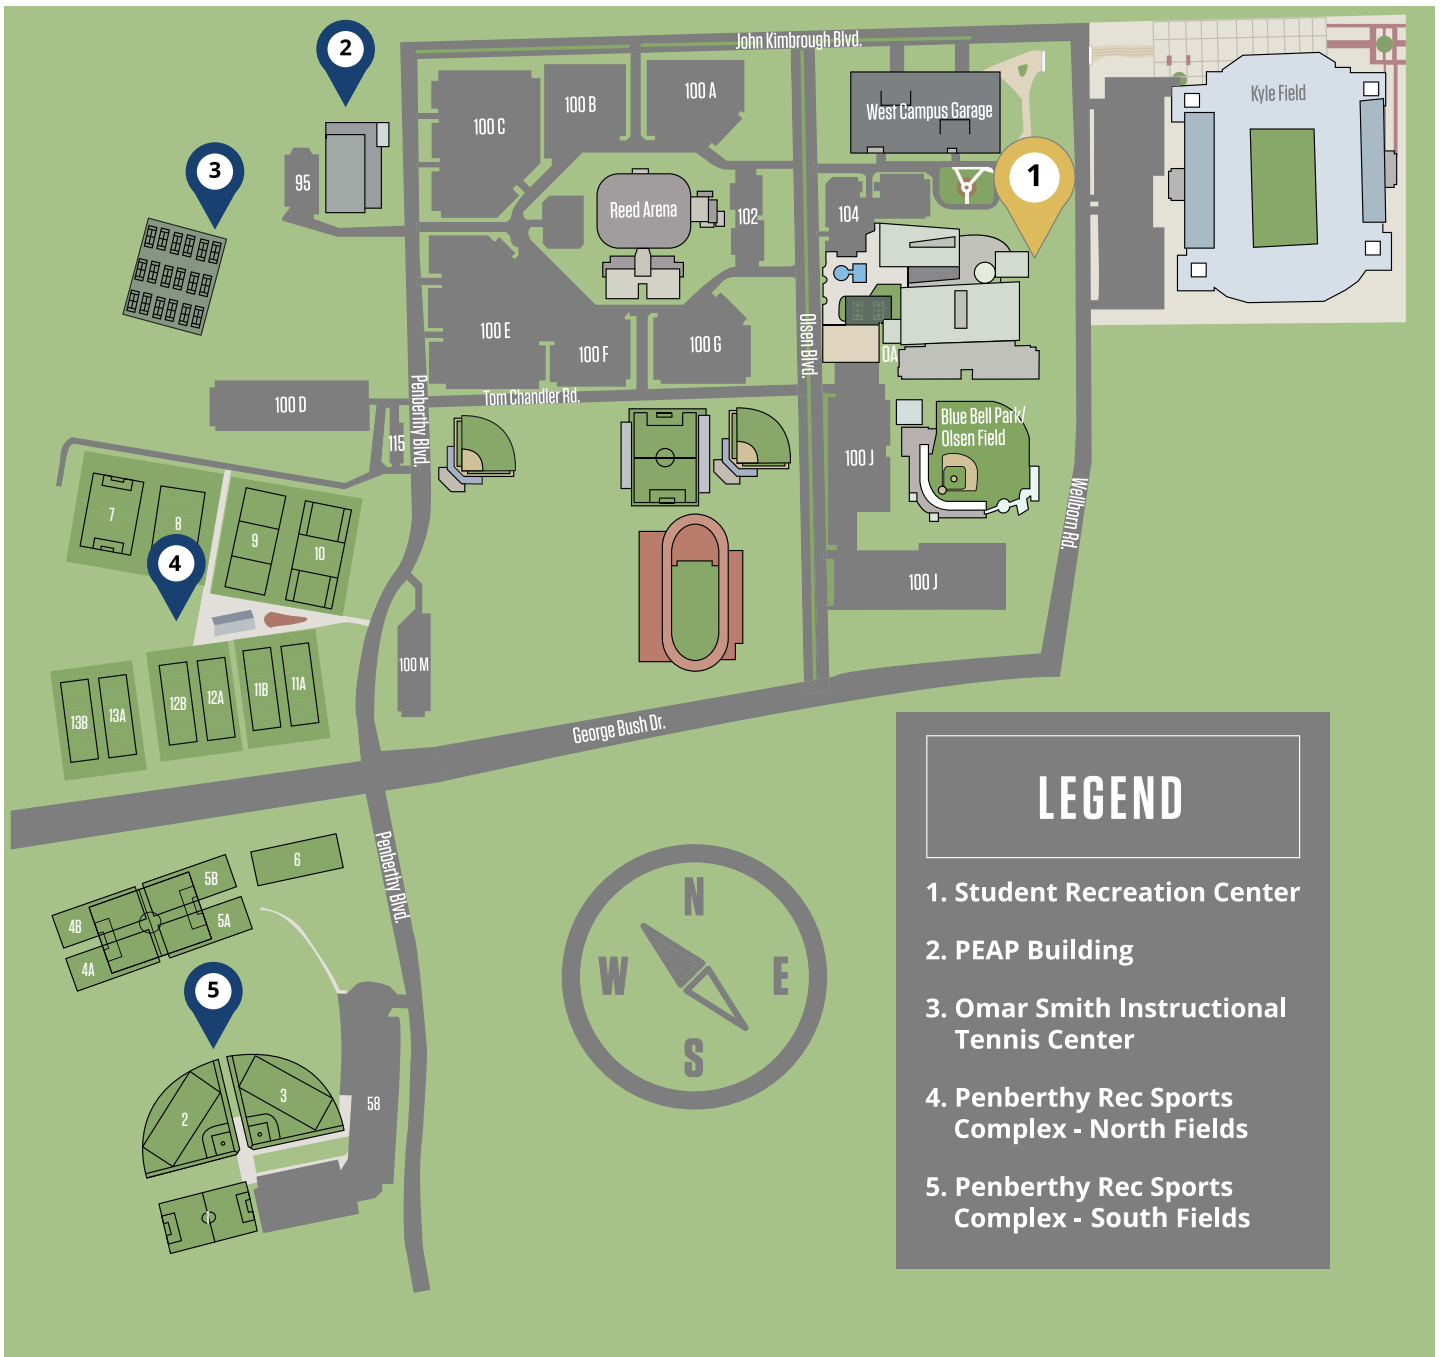 John Kimbrough Blvd.
2
100 B
100 A
100 C
West Campus Garage
Kyle Field
3
1
95
Reed Arena
102
104
100 E
100 F
100 G
Olsen Blvd.
OA
100 D
Penberthy Blvd.
Tom Chandler Rd.
115
Blue Bell Park/
Olsen Field
100 J
Wellborn Rd.
7
8
9
10
4
100 J
100 M
13B
13A
12B
12A
11B
11A
George Bush Dr.
LEGEND
1. Student Recreation Center
2. PEAP Building
3. Omar Smith Instructional
Tennis Center
4. Penberthy Rec Sports
Complex - North Fields
5. Penberthy Rec Sports
Complex - South Fields
Penberthy Blvd.
6
5B
5A
4B
4A
N
W
E
S
5
2
3
58